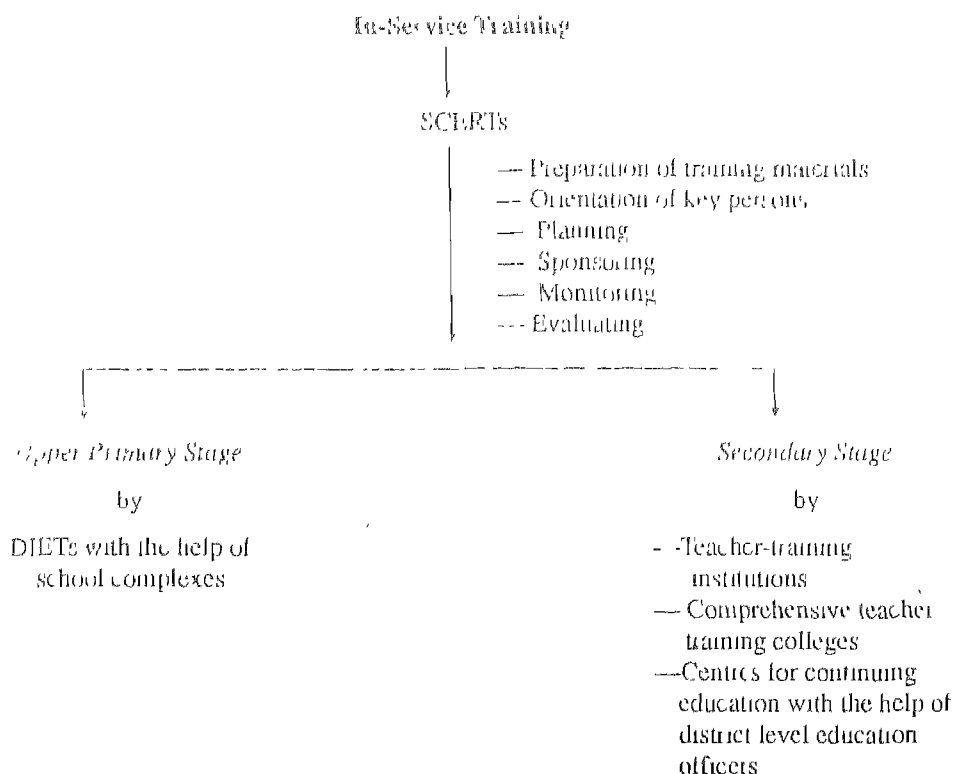 In-Service Training
SCERTs
— Preparation of training materials
— Orientation of key persons
— Planning
— Sponsoring
— Monitoring
— Evaluating
Upper Primary Stage
by
DIETs with the help of
school complexes
Secondary Stage
by
— Teacher-training
institutions
— Comprehensive teacher
training colleges
— Centres for continuing
education with the help of
district level education
officers